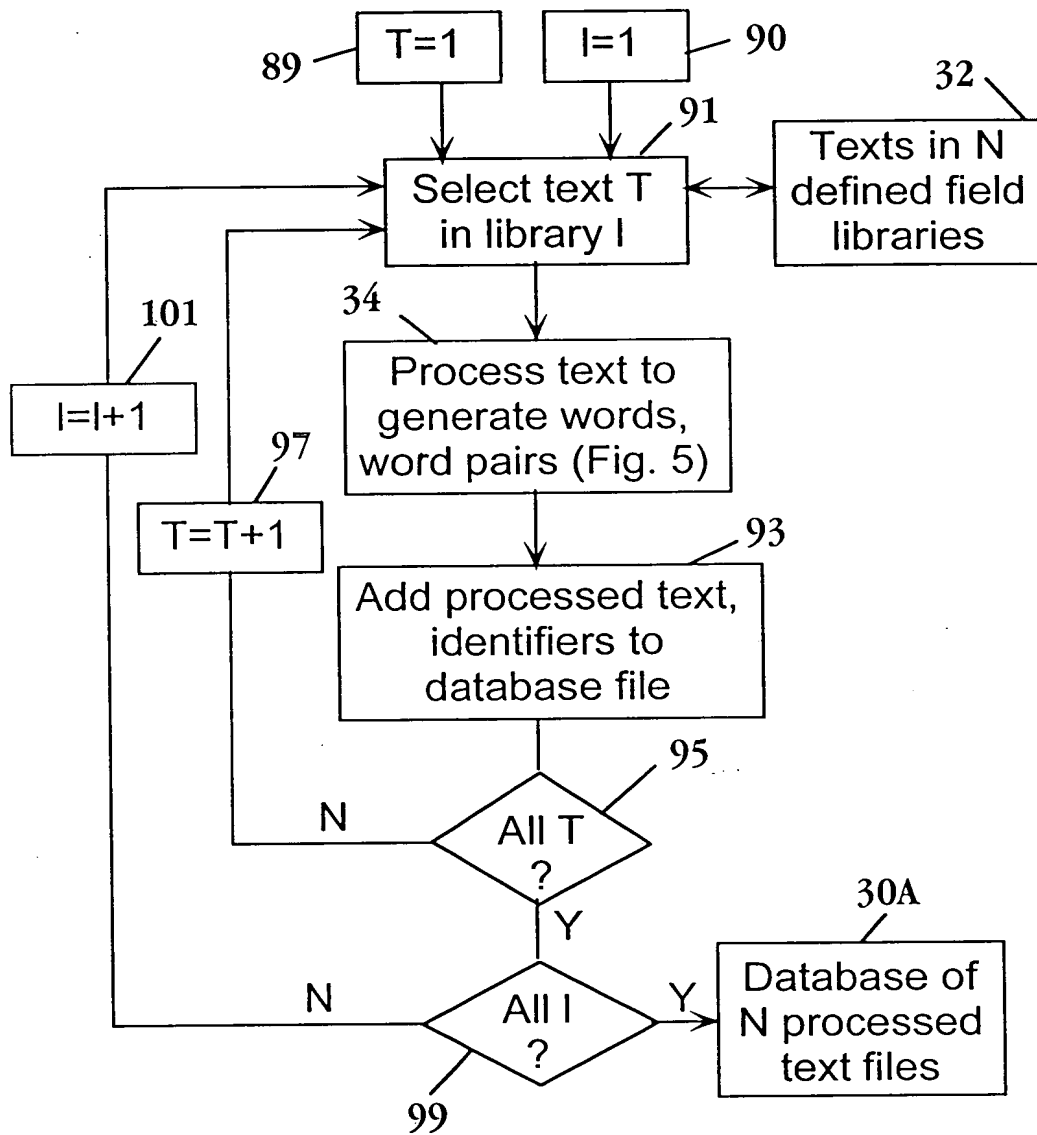 T=1
I=1
89
90
91
32
Select text T
in library I
Texts in N
defined field
libraries
34
Process text to
generate words,
word pairs (Fig. 5)
101
I=I+1
97
T=T+1
93
Add processed text,
identifiers to
database file
95
All T
?
N
Y
30A
All I
?
N
Y
99
Database of
N processed
text files